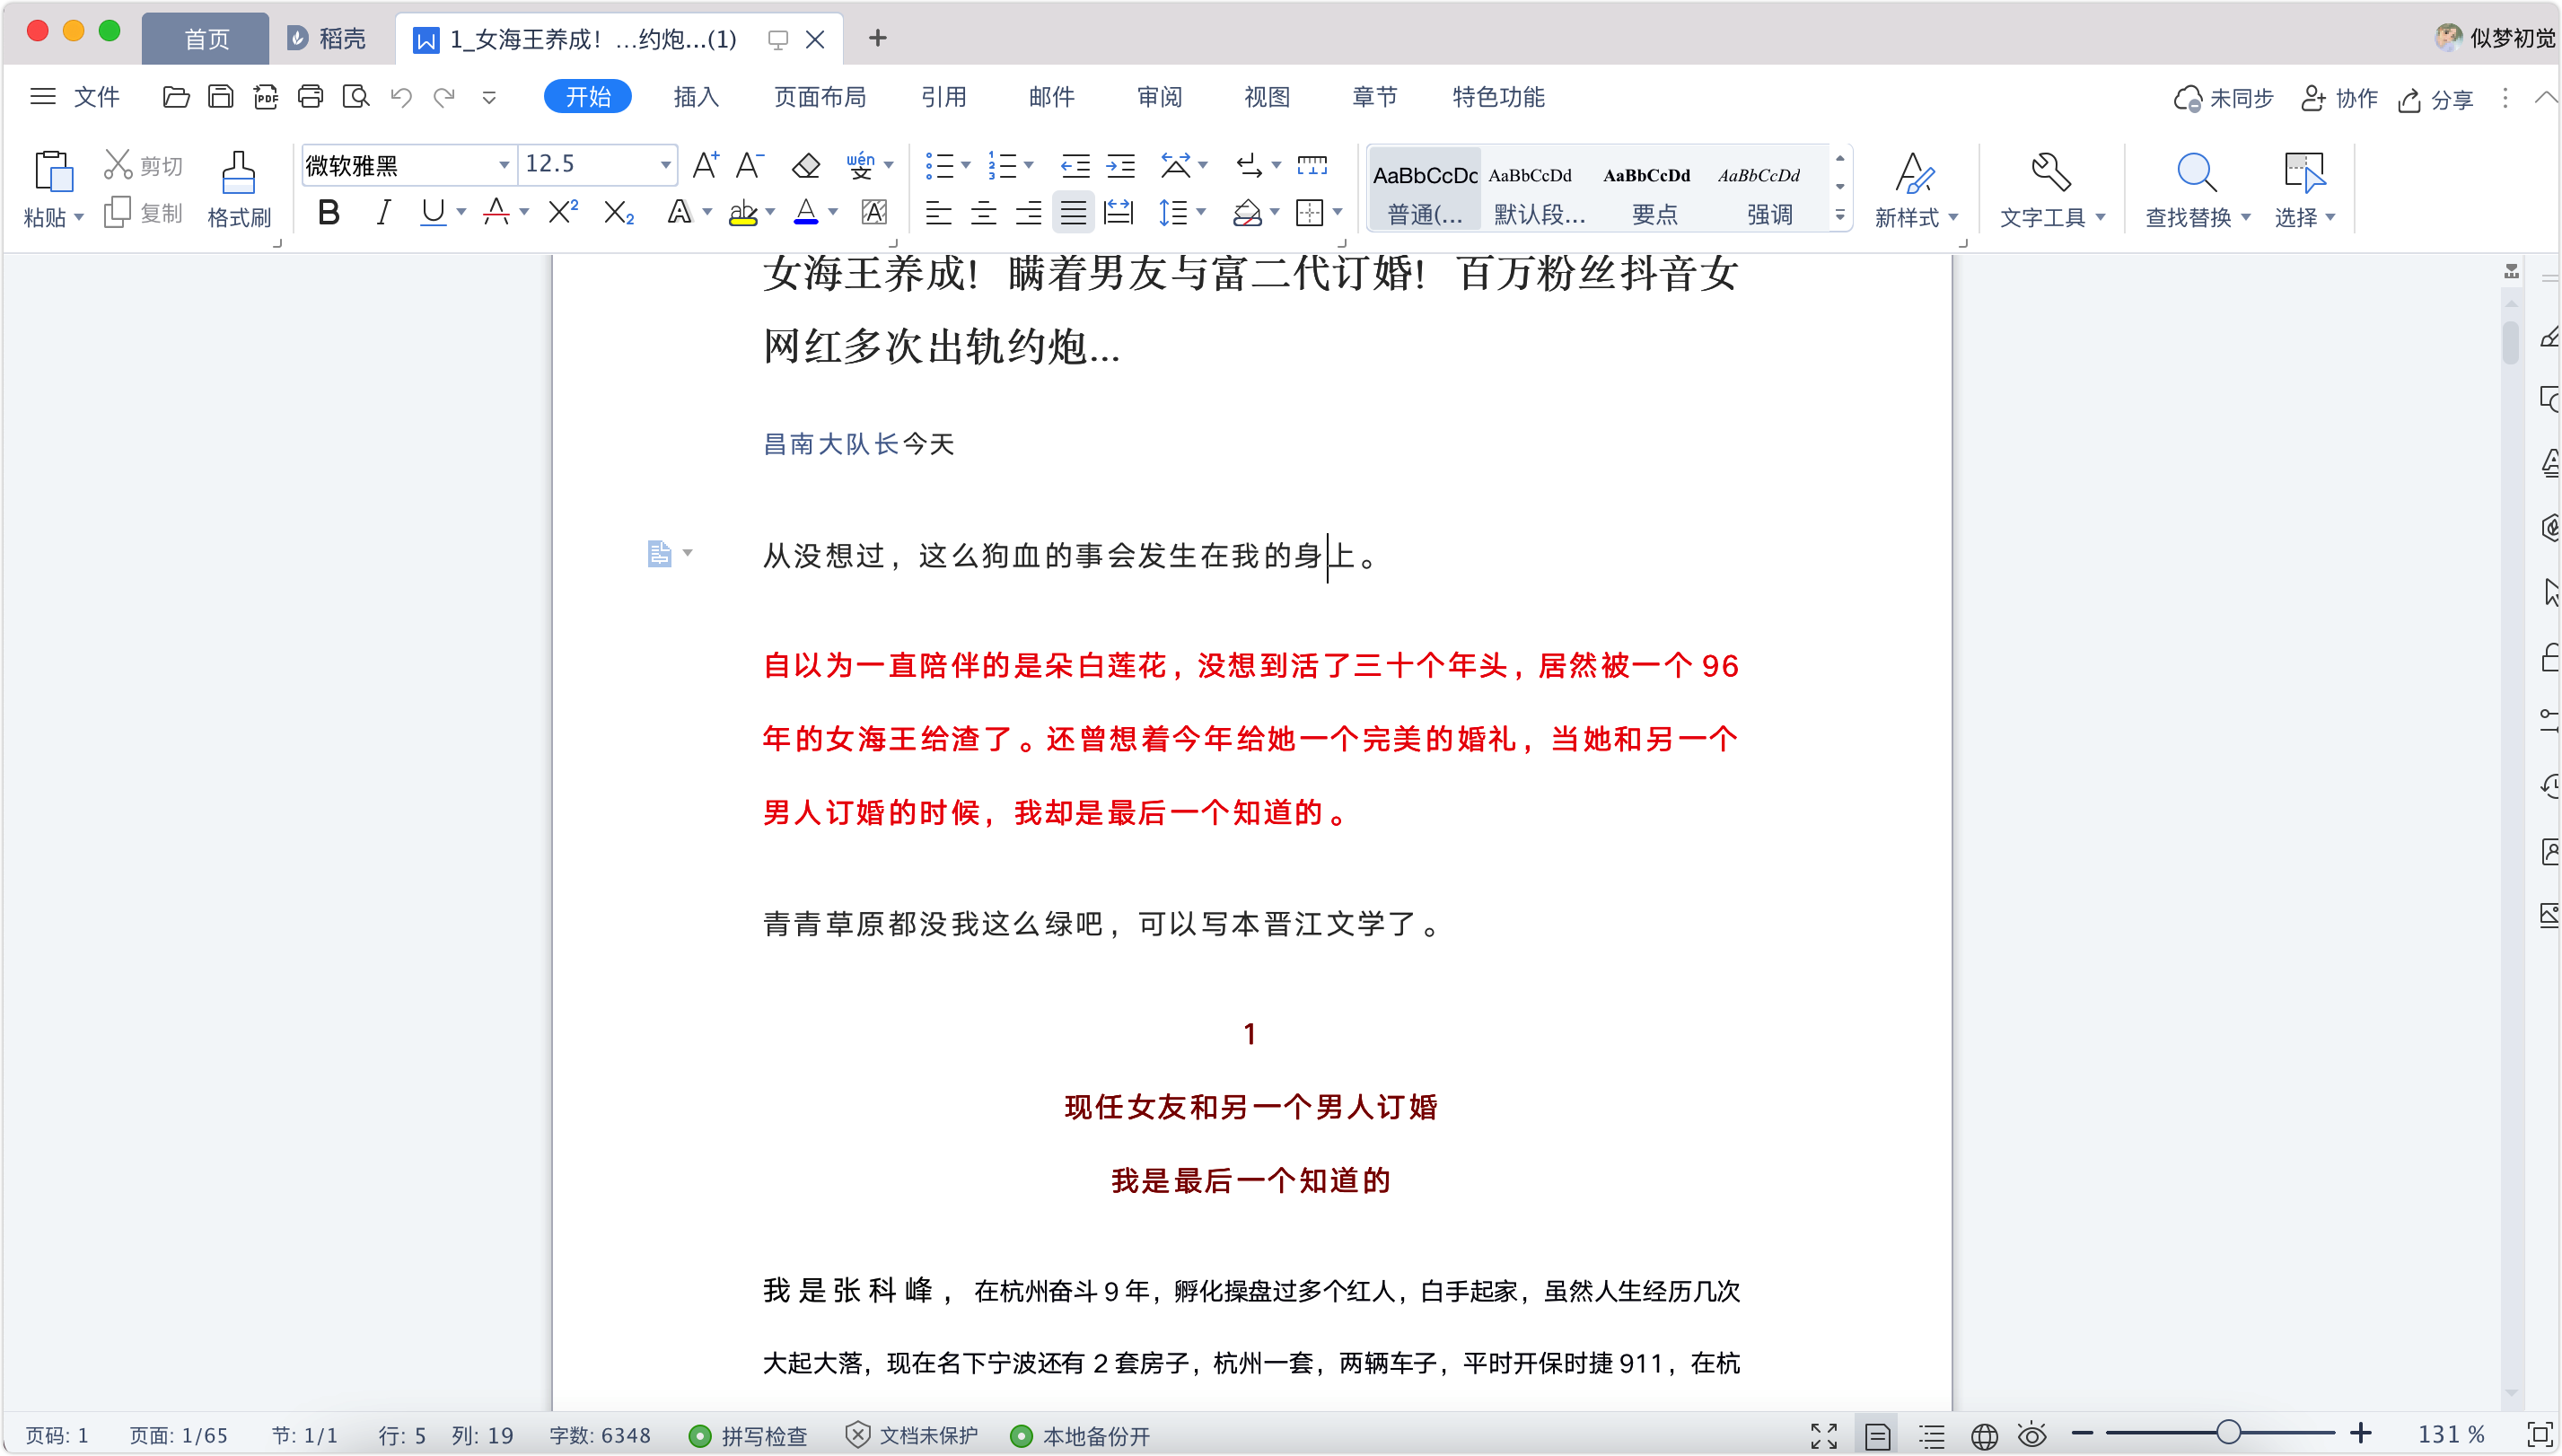 首页
稻壳
1_女海王养成！...约炮...(1)
似梦初觉
文件
开始
插入
页面布局
引用
邮件
审阅
视图
章节
特色功能
未同步
协作
分享
粘贴
剪切
复制
格式刷
微软雅黑
12.5
AaBbCcDc
普通(...
AaBbCcDd
默认段...
AaBbCcDd
要点
AaBbCcDd
强调
新样式
文字工具
查找替换
选择
女海王养成！瞒着男友与富二代订婚！百万粉丝抖音女
网红多次出轨约炮...
昌南大队长今天
从没想过，这么狗血的事会发生在我的身上。
自以为一直陪伴的是朵白莲花，没想到活了三十个年头，居然被一个 96
年的女海王给渣了。还曾想着今年给她一个完美的婚礼，当她和另一个
男人订婚的时候，我却是最后一个知道的。
青青草原都没我这么绿吧，可以写本晋江文学了。
1
现任女友和另一个男人订婚
我是最后一个知道的
我是张科峰，在杭州奋斗 9 年，孵化操盘过多个红人，白手起家，虽然人生经历几次
大起大落，现在名下宁波还有 2 套房子，杭州一套，两辆车子，平时开保时捷 911，在杭
页码: 1 页面: 1/65 节: 1/1 行: 5 列: 19 字数: 6348 拼写检查 文档未保护 本地备份开 131 %